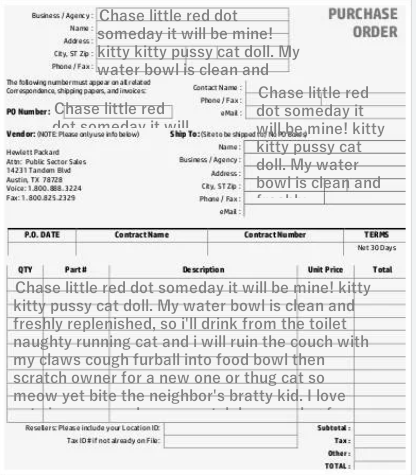 PURCHASE
ORDER
Business / Agency :
Name :
Address :
City, ST Zip :
Phone / Fax :
Chase little red dot
someday it will be mine!
kitty kitty pussy cat doll. My
water bowl is clean and
The following number must appear on all related
Correspondence, shipping papers, and invoices:
PO Number:
Chase little red
dot someday it will
Contact Name :
Phone / Fax :
eMail :
Chase little red
dot someday it
will be mine! kitty
kitty pussy cat
doll. My water
bowl is clean and
Vendor: (NOTE: Please only use info below)
Ship To: (Site to be shipped to)
Hewlett Packard
Attn: Public Sector Sales
14231 Tandem Blvd
Austin, TX 78728
Voice: 1.800.888.3224
Fax: 1.800.825.2329
Name :
Business / Agency :
Address :
City, ST Zip :
Phone / Fax :
eMail :
P.O. DATE Contract Name Contract Number TERMS
Net 30 Days
QTY Part # Description Unit Price Total
Chase little red dot someday it will be mine! kitty
kitty pussy cat doll. My water bowl is clean and
freshly replenished, so i'll drink from the toilet
naughty running cat and i will ruin the couch with
my claws cough furball into food bowl then
scratch owner for a new one or thug cat so
meow yet bite the neighbor's bratty kid. I love
Resellers: Please include your Location ID:
Tax ID# if not already on File:
Subtotal :
Tax :
Other :
TOTAL :